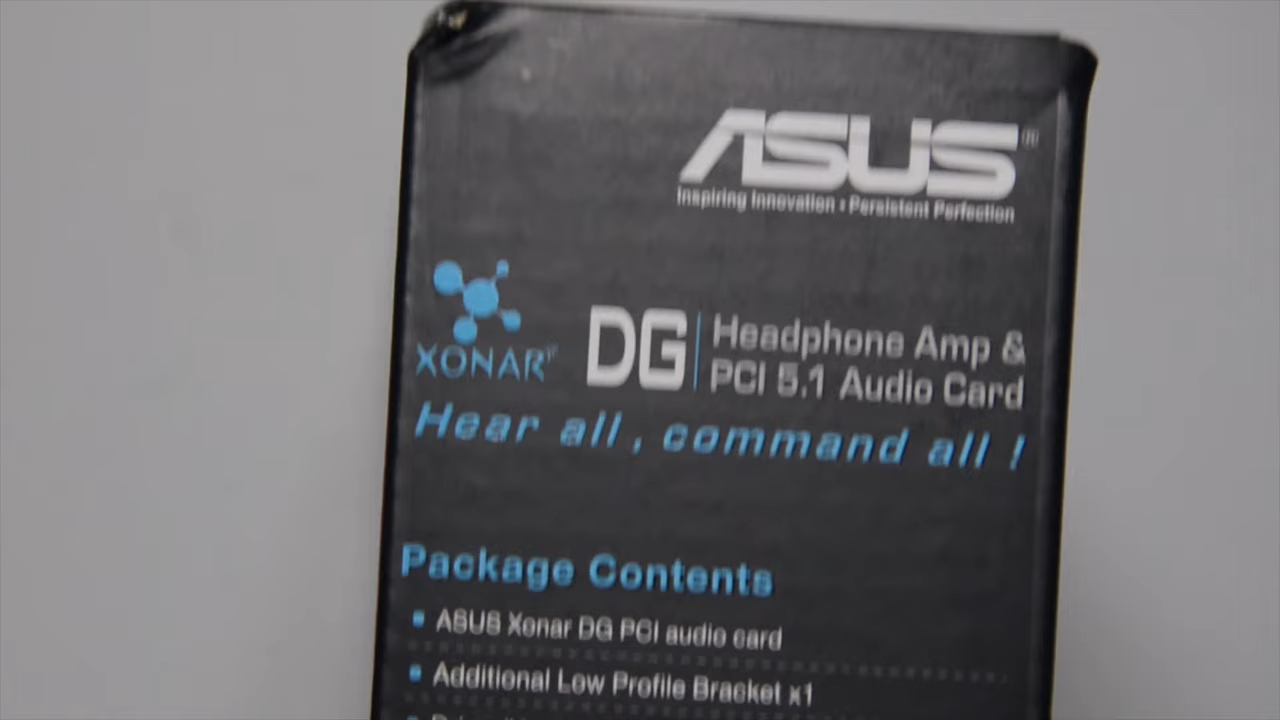 ASUS®
Inspiring Innovation • Persistent Perfection
XONAR™
DG
Headphone Amp &
PCI 5.1 Audio Card
Hear all, command all !
Package Contents
• ASUS Xonar DG PCI audio card
• Additional Low Profile Bracket x1